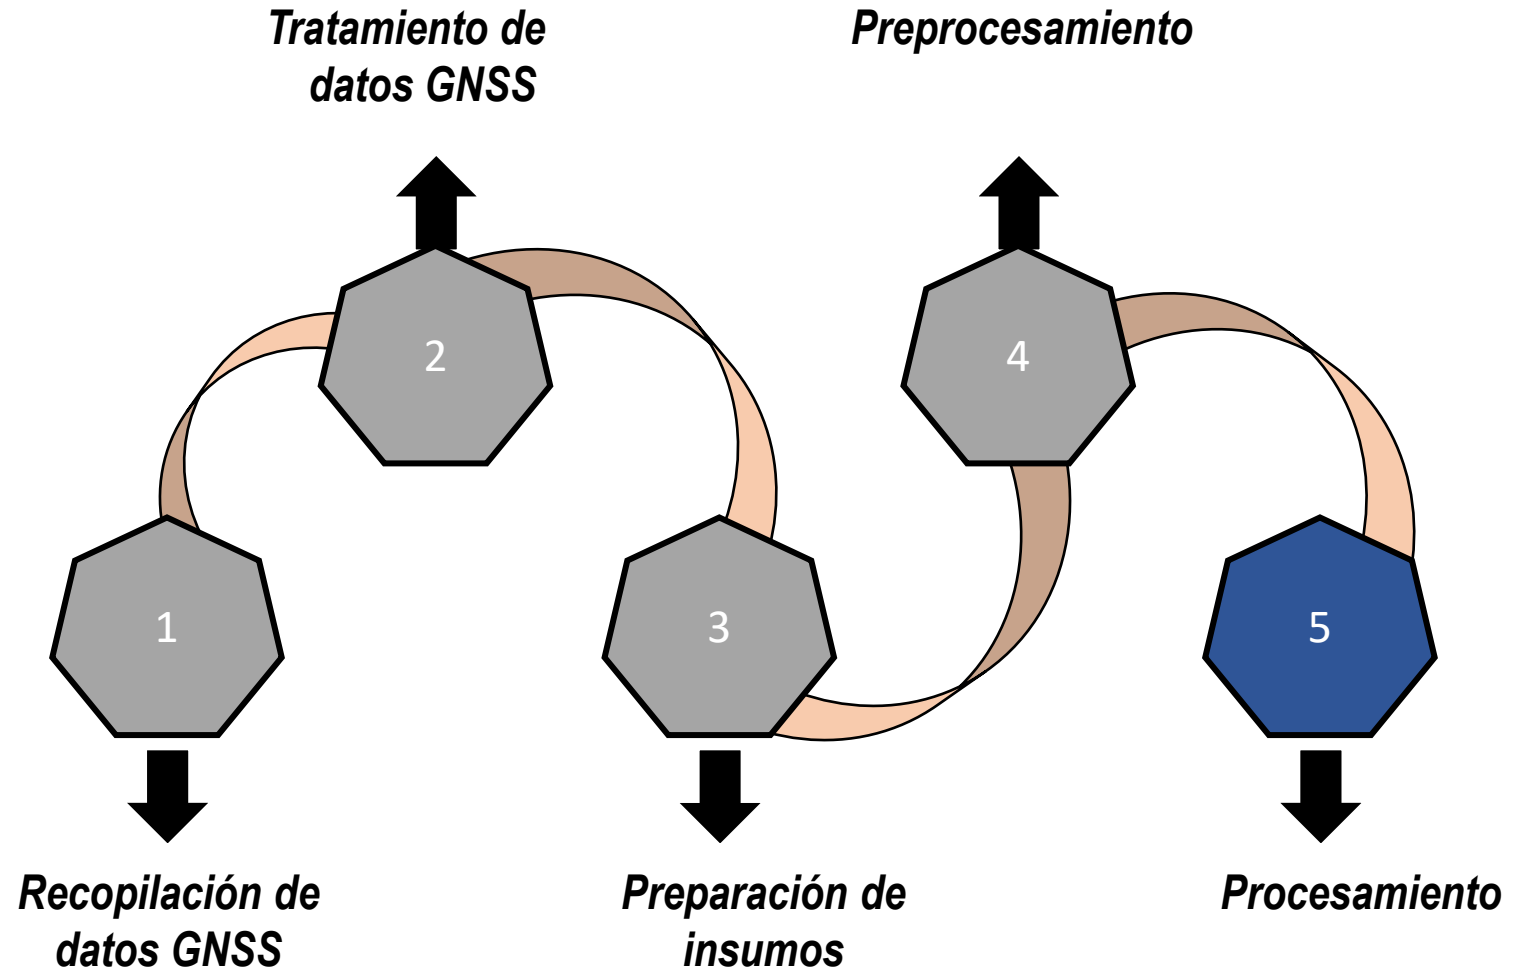 Tratamiento de
datos GNSS
Preprocesamiento
2
4
1
3
5
Recopilación de
datos GNSS
Preparación de
insumos
Procesamiento